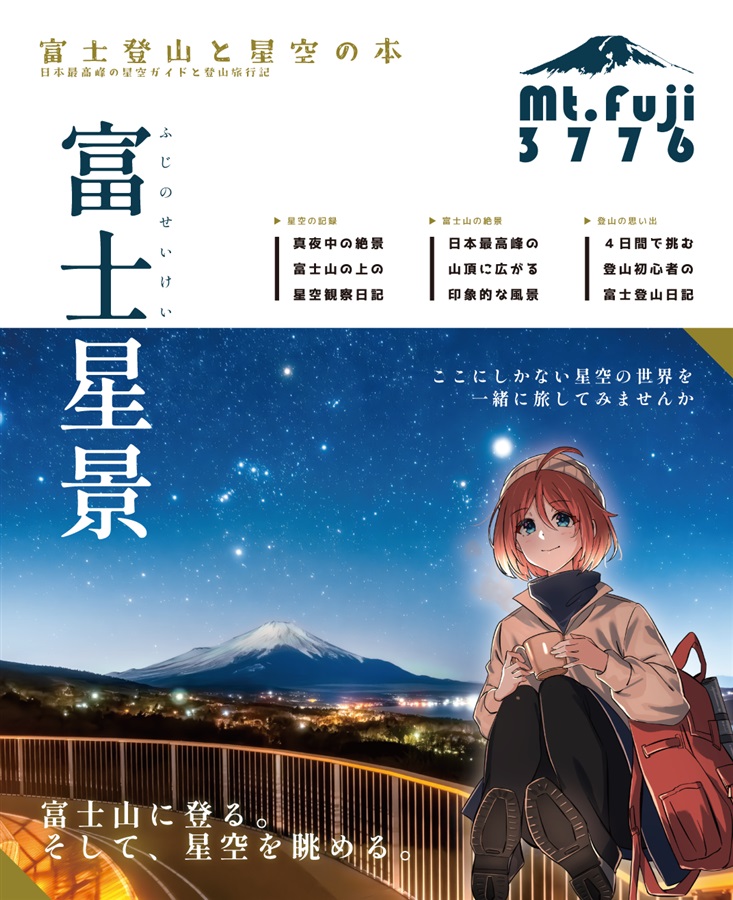 富士登山と星空の本
日本最高峰の星空ガイドと登山旅行記
Mt.Fuji
3776
富士星景
ふじのせいけい
▶ 星空の記録
真夜中の絶景
富士山の上の
星空観察日記
▶ 富士山の絶景
日本最高峰の
山頂に広がる
印象的な風景
▶ 登山の思い出
4日間で挑む
登山初心者の
富士登山日記
ここにしかない星空の世界を
一緒に旅してみませんか
富士山に登る。
そして、星空を眺める。